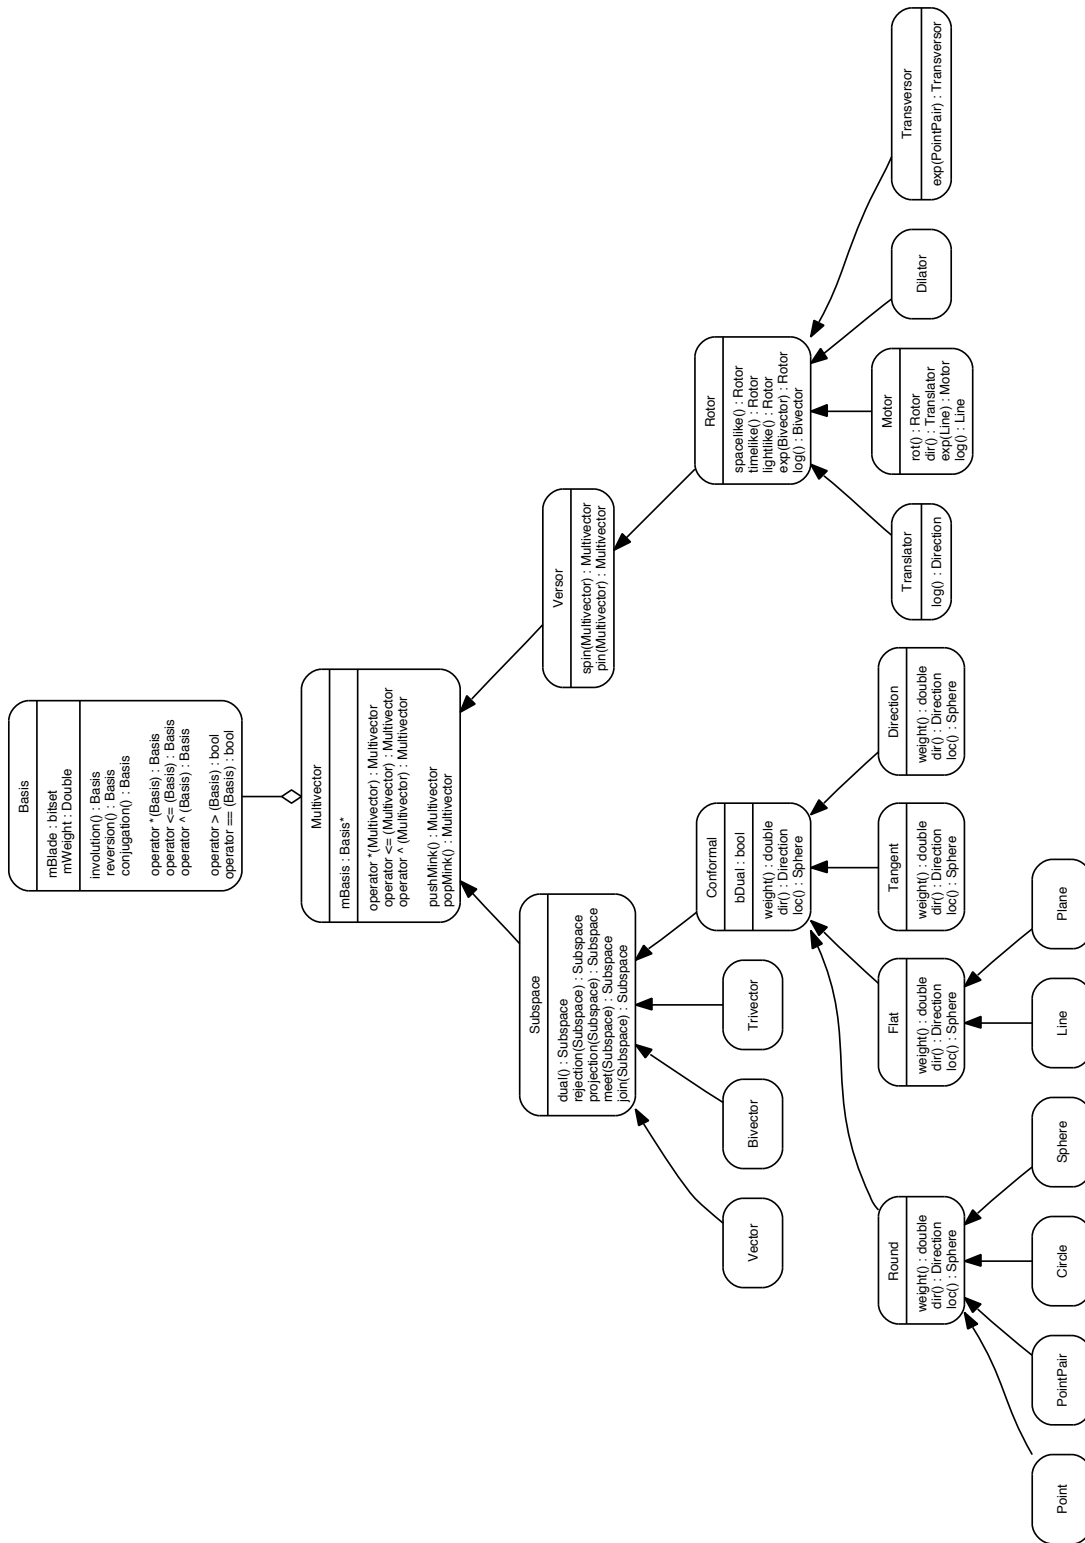 Basis
mBlade : bitset
mWeight : Double
involution() : Basis
reversion() : Basis
conjugation() : Basis
operator *(Basis) : Basis
operator <= (Basis) : Basis
operator ^ (Basis) : Basis
operator > (Basis) : bool
operator == (Basis) : bool
Multivector
mBasis : Basis*
operator *(Multivector) : Multivector
operator <= (Multivector) : Multivector
operator ^ (Multivector) : Multivector
pushMink() : Multivector
popMink() : Multivector
Subspace
dual() : Subspace
rejection(Subspace) : Subspace
projection(Subspace) : Subspace
meet(Subspace) : Subspace
join(Subspace) : Subspace
Versor
spin(Multivector) : Multivector
pin(Multivector) : Multivector
Vector
Bivector
Trivector
Conformal
bDual : bool
weight() : double
dir() : Direction
loc() : Sphere
Rotor
spacelike() : Rotor
timelike() : Rotor
lightlike() : Rotor
exp(Bivector) : Rotor
log() : Bivector
Round
weight() : double
dir() : Direction
loc() : Sphere
Flat
weight() : double
dir() : Direction
loc() : Sphere
Tangent
weight() : double
dir() : Direction
loc() : Sphere
Direction
weight() : double
dir() : Direction
loc() : Sphere
Translator
log() : Direction
Motor
rot() : Rotor
dir() : Translator
exp(Line) : Motor
log() : Line
Dilator
Transversor
exp(PointPair) : Transversor
Point
PointPair
Circle
Sphere
Line
Plane